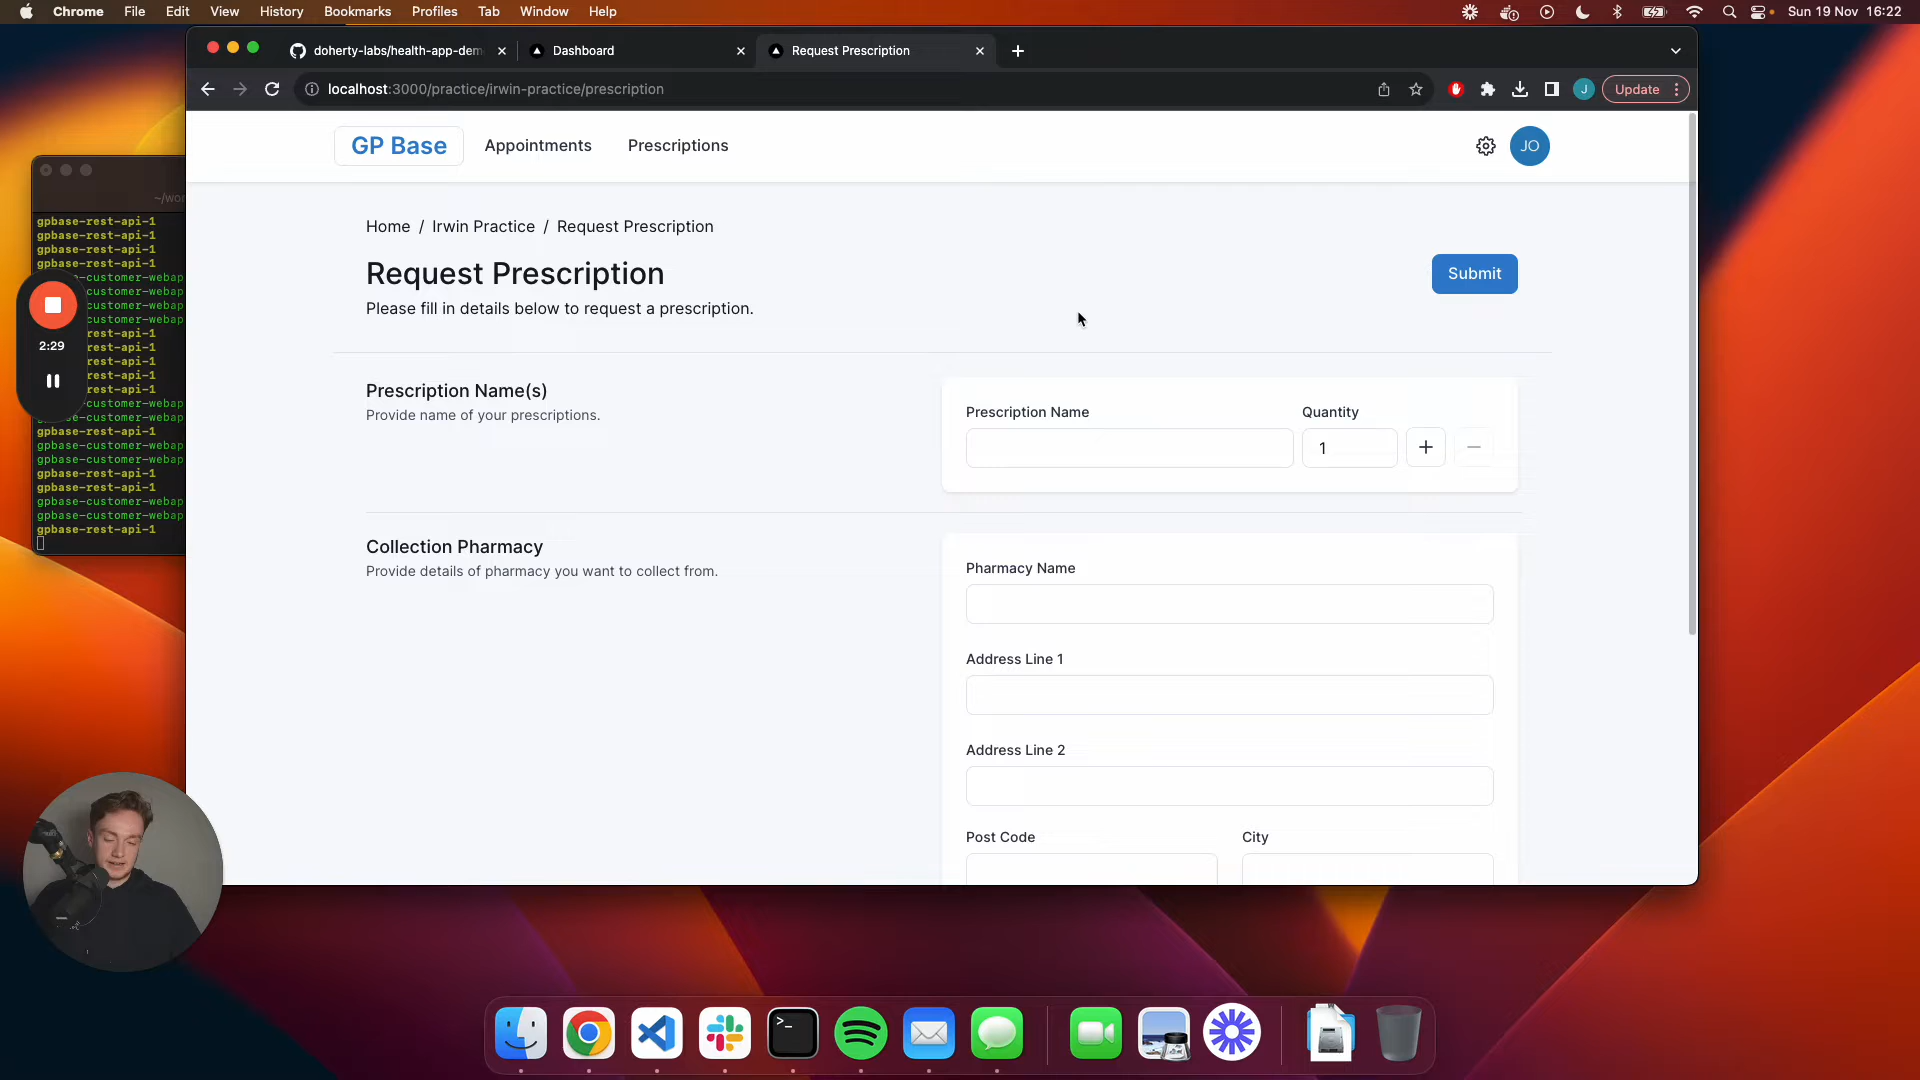 Chrome File Edit View History Bookmarks Profiles Tab Window Help Sun 19 Nov 16:22
doherty-labs/health-app-dem Dashboard Request Prescription
localhost:3000/practice/irwin-practice/prescription J Update
GP Base Appointments Prescriptions JO
~/wor
gpbase-rest-api-1
gpbase-rest-api-1
gpbase-rest-api-1
gpbase-rest-api-1
e-customer-webap
e-customer-webap
e-customer-webap
e-customer-webap
rest-api-1
rest-api-1
rest-api-1
rest-api-1
rest-api-1
customer-webap
e-customer-webap
gpbase-rest-api-1
gpbase-customer-webap
gpbase-customer-webap
gpbase-rest-api-1
gpbase-rest-api-1
gpbase-customer-webap
gpbase-customer-webap
gpbase-rest-api-1
2:29
Home / Irwin Practice / Request Prescription
Request Prescription
Please fill in details below to request a prescription.
Submit
Prescription Name(s)
Provide name of your prescriptions.
Prescription Name Quantity
1
Collection Pharmacy
Provide details of pharmacy you want to collect from.
Pharmacy Name
Address Line 1
Address Line 2
Post Code City